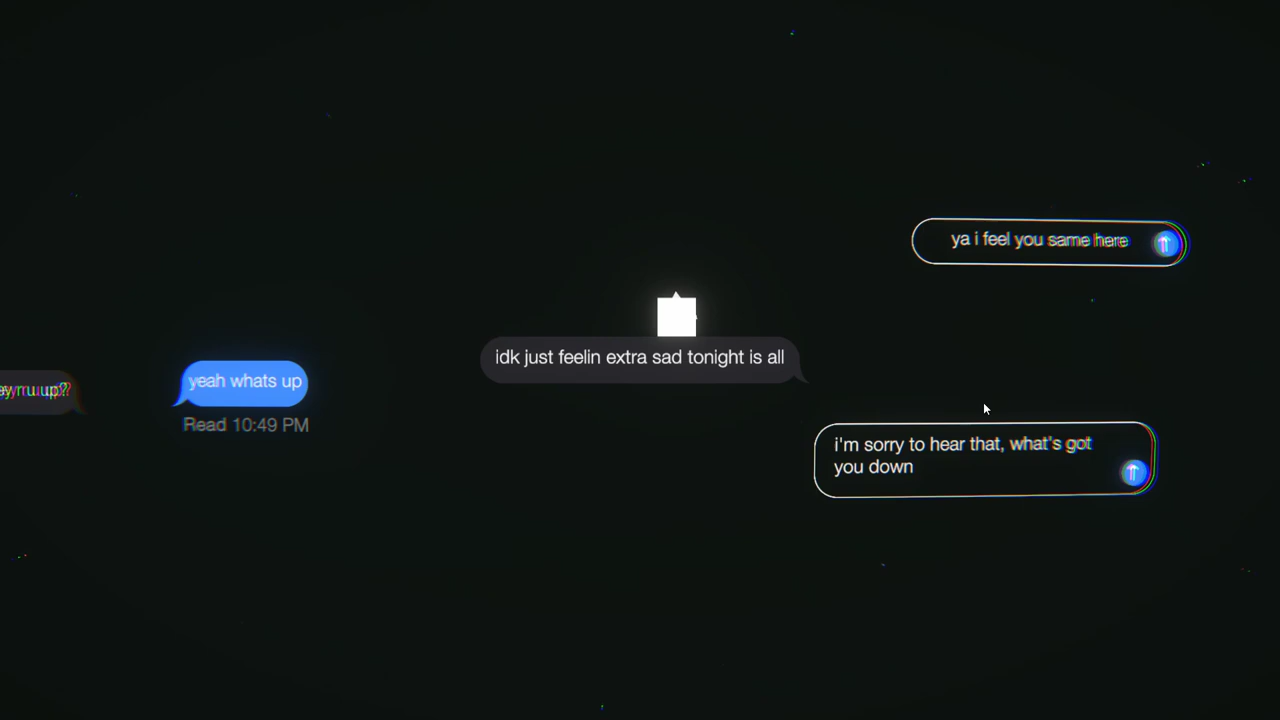 u up?
yeah whats up
Read 10:49 PM
idk just feelin extra sad tonight is all
ya i feel you same here
i'm sorry to hear that, what's got
you down